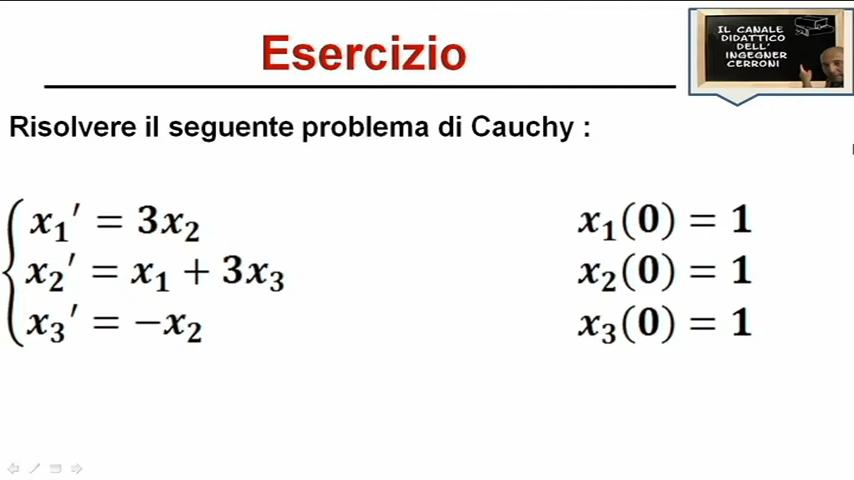 Esercizio
IL CANALE
DIDATTICO
DELL'
INGEGNER
CERRONI
Risolvere il seguente problema di Cauchy :
x₁′ = 3x₂
x₁(0) = 1
x₂′ = x₁ + 3x₃
x₂(0) = 1
x₃′ = −x₂
x₃(0) = 1